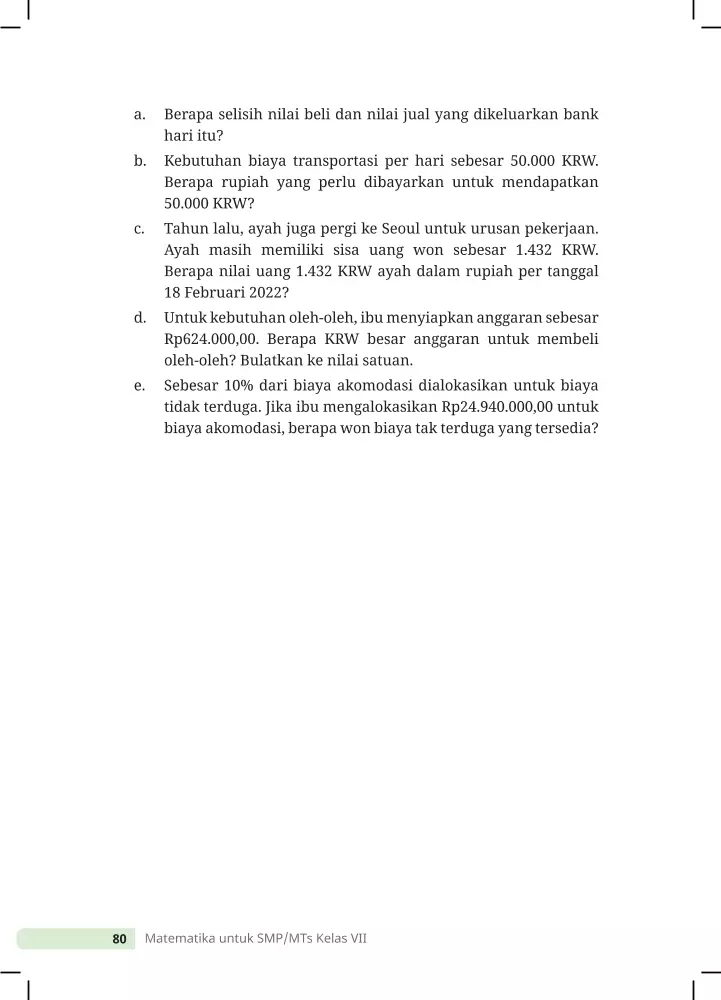 a. Berapa selisih nilai beli dan nilai jual yang dikeluarkan bank
hari itu?
b. Kebutuhan biaya transportasi per hari sebesar 50.000 KRW.
Berapa rupiah yang perlu dibayarkan untuk mendapatkan
50.000 KRW?
c. Tahun lalu, ayah juga pergi ke Seoul untuk urusan pekerjaan.
Ayah masih memiliki sisa uang won sebesar 1.432 KRW.
Berapa nilai uang 1.432 KRW ayah dalam rupiah per tanggal
18 Februari 2022?
d. Untuk kebutuhan oleh-oleh, ibu menyiapkan anggaran sebesar
Rp624.000,00. Berapa KRW besar anggaran untuk membeli
oleh-oleh? Bulatkan ke nilai satuan.
e. Sebesar 10% dari biaya akomodasi dialokasikan untuk biaya
tidak terduga. Jika ibu mengalokasikan Rp24.940.000,00 untuk
biaya akomodasi, berapa won biaya tak terduga yang tersedia?
80 Matematika untuk SMP/MTs Kelas VII